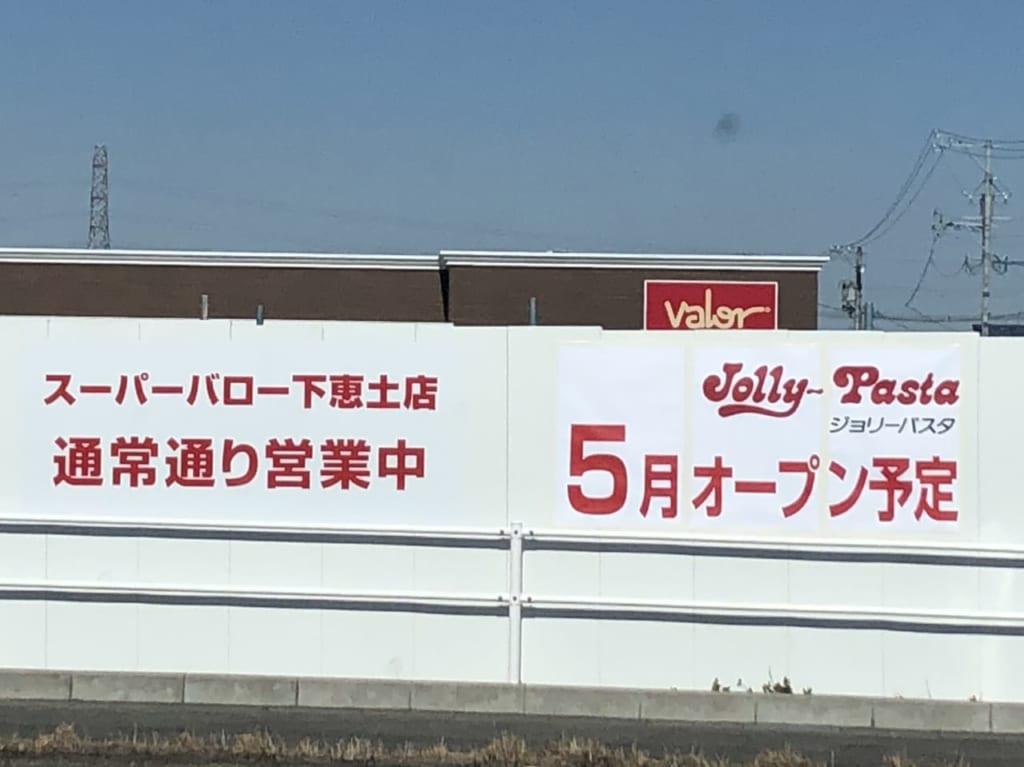 valor
スーパーバロー下恵土店
通常通り営業中
Jolly-Pasta
ジョリーパスタ
5月オープン予定